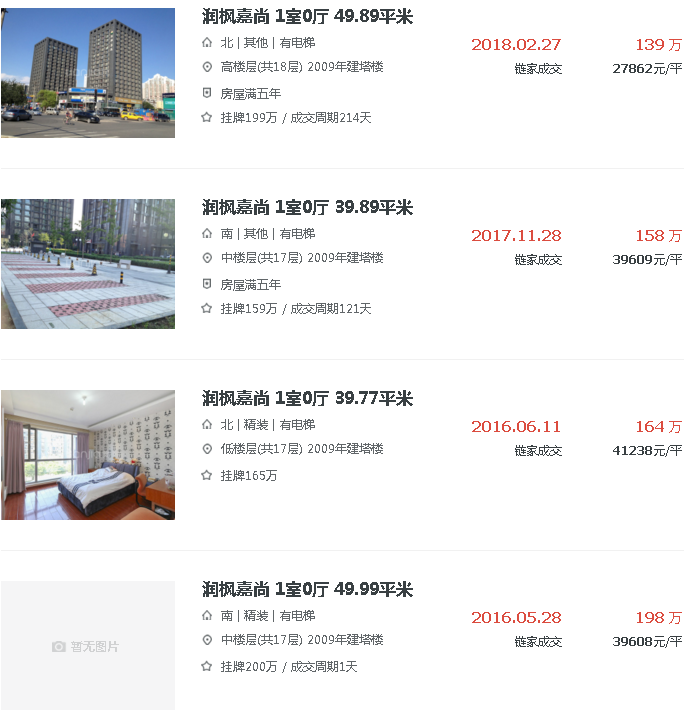 润枫嘉尚 1室0厅 49.89平米
北 | 其他 | 有电梯
2018.02.27
139 万
高楼层(共18层) 2009年建塔楼
链家成交
27862元/平
房屋满五年
挂牌199万 / 成交周期214天
润枫嘉尚 1室0厅 39.89平米
南 | 其他 | 有电梯
2017.11.28
158 万
中楼层(共17层) 2009年建塔楼
链家成交
39609元/平
房屋满五年
挂牌159万 / 成交周期121天
润枫嘉尚 1室0厅 39.77平米
北 | 精装 | 有电梯
2016.06.11
164 万
低楼层(共17层) 2009年建塔楼
链家成交
41238元/平
挂牌165万
润枫嘉尚 1室0厅 49.99平米
南 | 精装 | 有电梯
2016.05.28
198 万
中楼层(共17层) 2009年建塔楼
链家成交
39608元/平
暂无图片
挂牌200万 / 成交周期1天